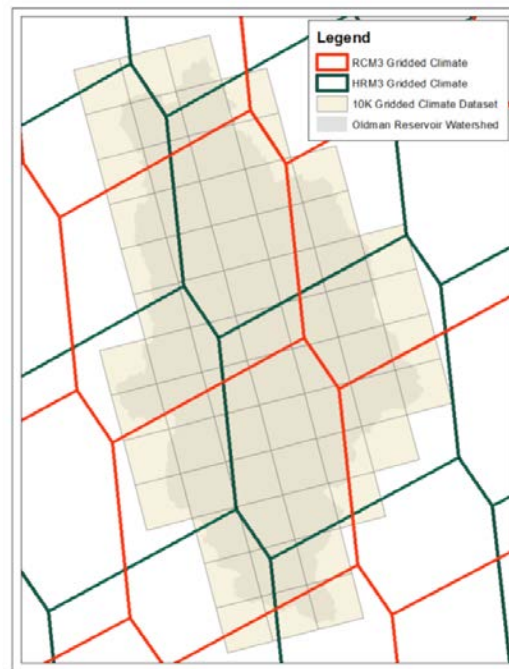 Legend
RCM3 Gridded Climate
HRM3 Gridded Climate
10K Gridded Climate Dataset
Oldman Reservoir Watershed